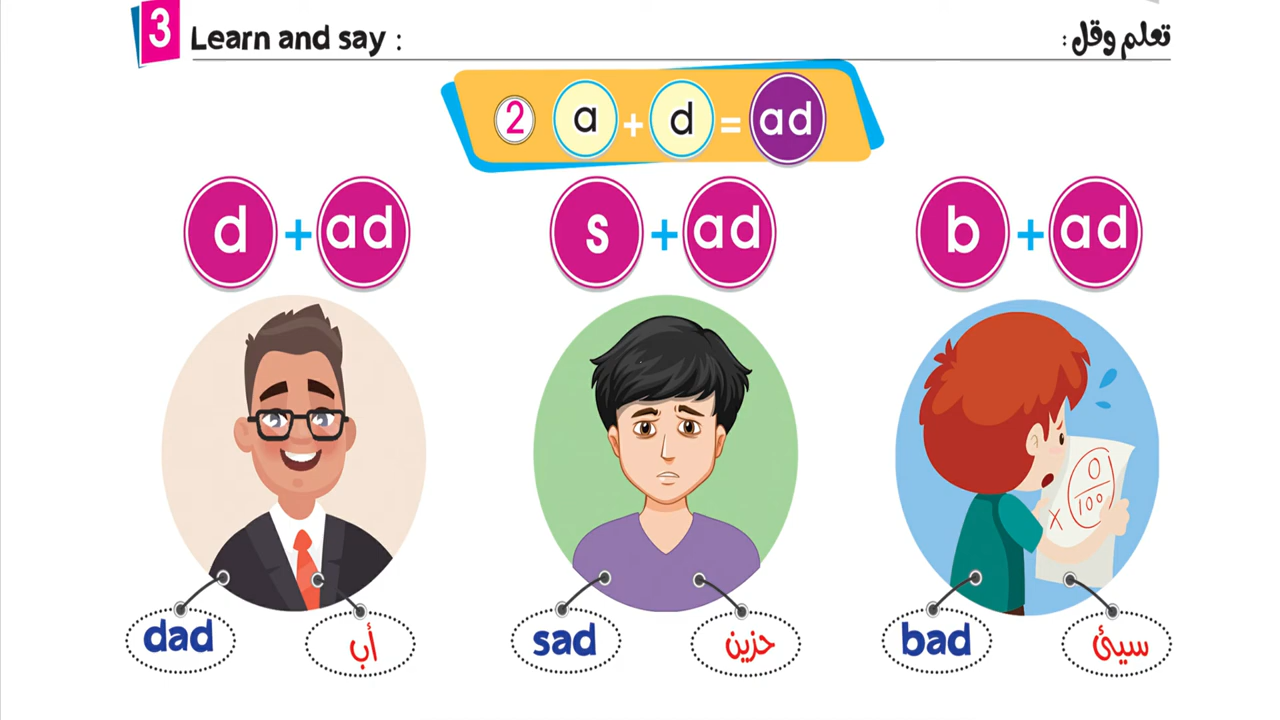 3 Learn and say :
تعلم وقل :
2 a + d = ad
d + ad
s + ad
b + ad
0
100
x
dad
أب
sad
حزين
bad
سيئ